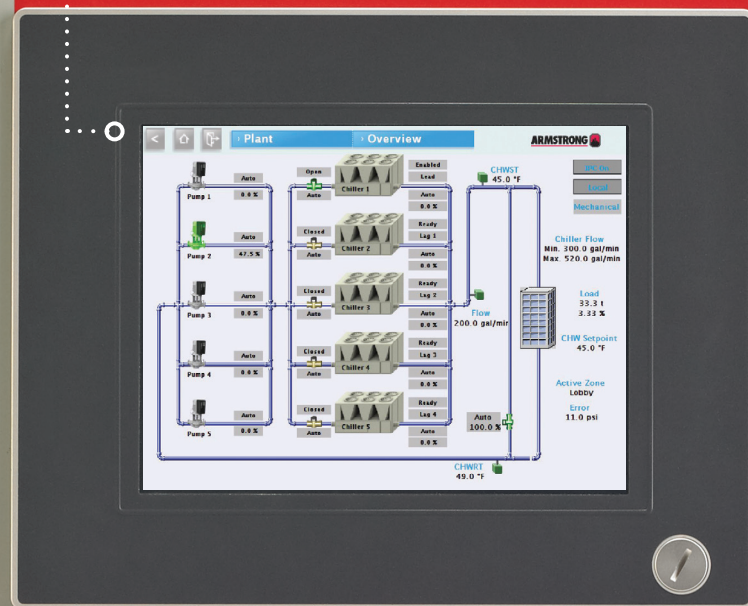 <
Plant
Overview
ARMSTRONG
Pump 1
Auto
0.0 %
Pump 2
Auto
47.5 %
Pump 3
Auto
0.0 %
Pump 4
Auto
0.0 %
Pump 5
Auto
0.0 %
Open
Auto
Chiller 1
Enabled
Lead
Auto
0.0 %
Closed
Auto
Chiller 2
Ready
Lag 1
Auto
0.0 %
Closed
Auto
Chiller 3
Ready
Lag 2
Auto
0.0 %
Closed
Auto
Chiller 4
Ready
Lag 3
Auto
0.0 %
Closed
Auto
Chiller 5
Ready
Lag 4
Auto
0.0 %
CHWST
45.0 °F
Flow
200.0 gal/min
Auto
100.0 %
CHWRT
49.0 °F
IPC On
Local
Mechanical
Chiller Flow
Min. 300.0 gal/min
Max. 520.0 gal/min
Load
33.3 t
3.33 %
CHW Setpoint
45.0 °F
Active Zone
Lobby
Error
11.0 psi